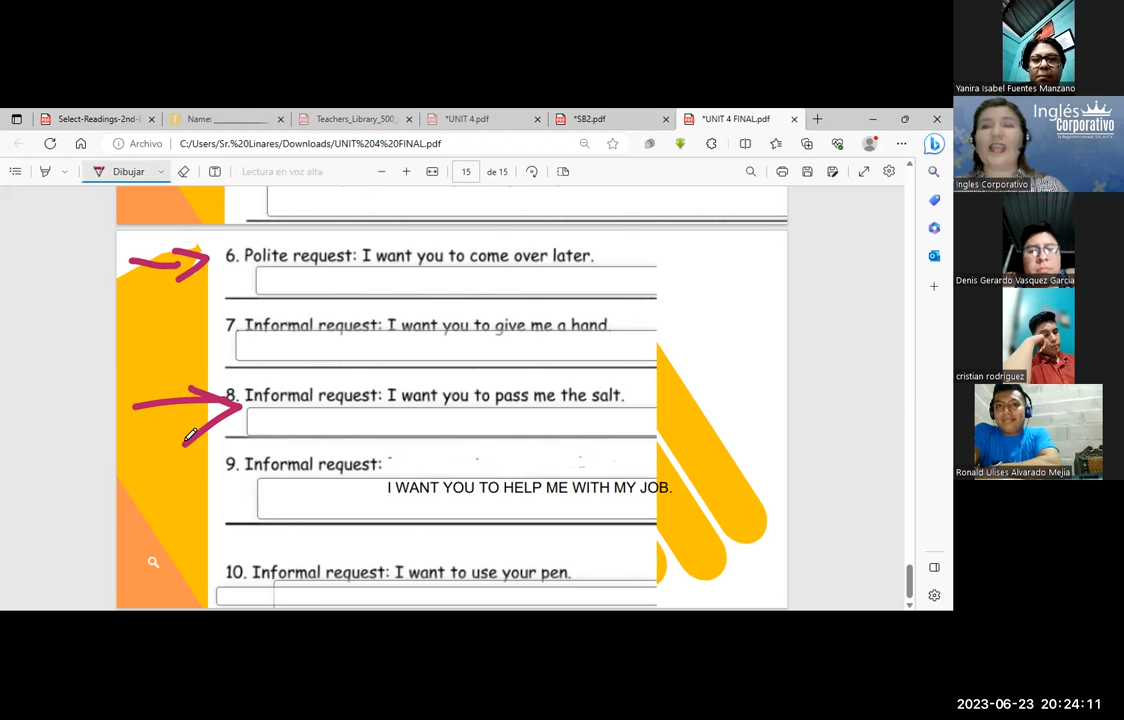 Select-Readings-2nd-
Name: ____________
Teachers_Library_500_
*UNIT 4.pdf
*SB2.pdf
*UNIT 4 FINAL.pdf
Archivo
C:/Users/Sr.%20Linares/Downloads/UNIT%204%20FINAL.pdf
Dibujar
Lectura en voz alta
15
de 15
6. Polite request: I want you to come over later.
7. Informal request: I want you to give me a hand.
8. Informal request: I want you to pass me the salt.
9. Informal request:
I WANT YOU TO HELP ME WITH MY JOB.
10. Informal request: I want to use your pen.
Yanira Isabel Fuentes Manzano
Inglés
Corporativo
Ingles Corporativo
Denis Gerardo Vasquez Garcia
cristian rodriguez
Ronald Ulises Alvarado Mejia
2023-06-23 20:24:11